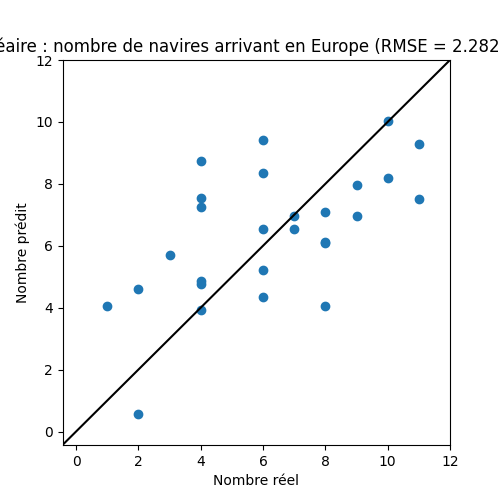 éaire : nombre de navires arrivant en Europe (RMSE = 2.282
12
10
8
6
4
2
0
Nombre prédit
0 2 4 6 8 10 12
Nombre réel